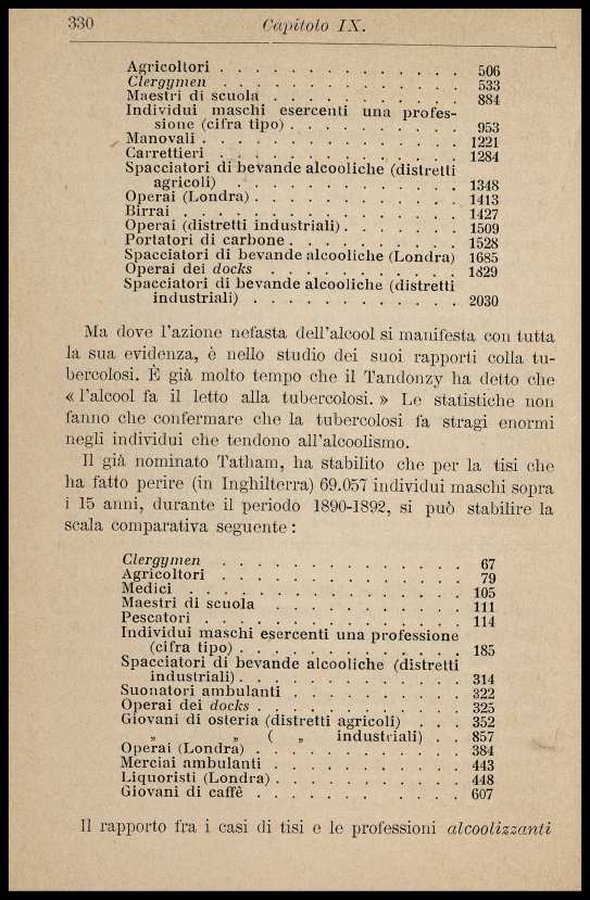 330 Capitolo IX.
Agricoltori . . . . . . . . . . . . . . 506
Clergymen . . . . . . . . . . . . . . 533
Maestri di scuola . . . . . . . . . . . 884
Individui maschi esercenti una profes-
sione (cifra tipo) . . . . . . . . . . 953
Manovali . . . . . . . . . . . . . . . 1221
Carrettieri . . . . . . . . . . . . . . 1284
Spacciatori di bevande alcooliche (distretti
agricoli) . . . . . . . . . . . . . 1348
Operai (Londra) . . . . . . . . . . . . 1413
Birrai . . . . . . . . . . . . . . . . 1427
Operai (distretti industriali) . . . . . . . 1509
Portatori di carbone . . . . . . . . . . 1528
Spacciatori di bevande alcooliche (Londra) 1685
Operai dei docks . . . . . . . . . . . 1829
Spacciatori di bevande alcooliche (distretti
industriali) . . . . . . . . . . . . 2030
Ma dove l'azione nefasta dell'alcool si manifesta con tutta
la sua evidenza, è nello studio dei suoi rapporti colla tu-
bercolosi. È già molto tempo che il Tandonzy ha detto che
« l'alcool fa il letto alla tubercolosi. » Le statistiche non
fanno che confermare che la tubercolosi fa stragi enormi
negli individui che tendono all'alcoolismo.
Il già nominato Tatham, ha stabilito che per la tisi che
ha fatto perire (in Inghilterra) 69.057 individui maschi sopra
i 15 anni, durante il periodo 1890-1892, si può stabilire la
scala comparativa seguente :
Clergymen . . . . . . . . . . . . . . 67
Agricoltori . . . . . . . . . . . . . . 79
Medici . . . . . . . . . . . . . . . . 105
Maestri di scuola . . . . . . . . . . . 111
Pescatori . . . . . . . . . . . . . . . 114
Individui maschi esercenti una professione
(cifra tipo) . . . . . . . . . . . . . 185
Spacciatori di bevande alcooliche (distretti
industriali) . . . . . . . . . . . . . 314
Suonatori ambulanti . . . . . . . . . . 322
Operai dei docks . . . . . . . . . . . . 325
Giovani di osteria (distretti agricoli) . . . 352
„ „ ( „ industriali) . . 857
Operai (Londra) . . . . . . . . . . . . 384
Merciai ambulanti . . . . . . . . . . . 443
Liquoristi (Londra) . . . . . . . . . . . 448
Giovani di caffè . . . . . . . . . . . . 607
Il rapporto fra i casi di tisi e le professioni alcoolizzanti